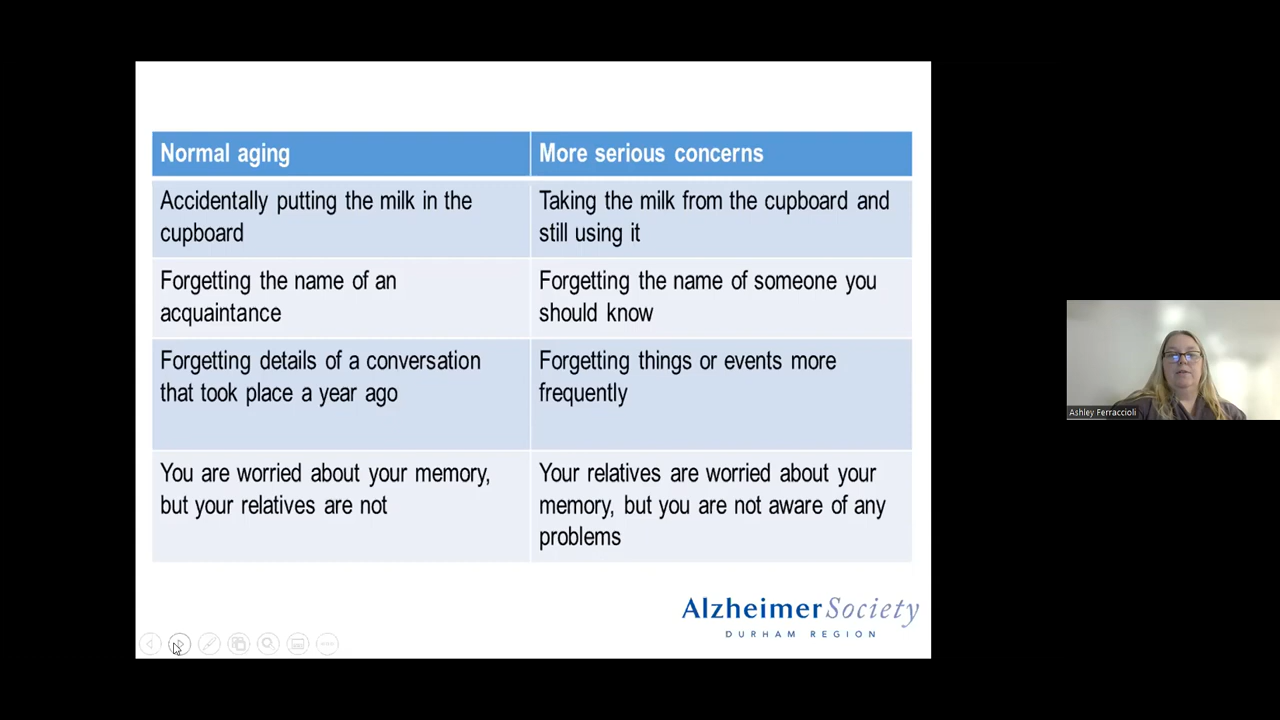 Normal aging
More serious concerns
Accidentally putting the milk in the
cupboard
Taking the milk from the cupboard and
still using it
Forgetting the name of an
acquaintance
Forgetting the name of someone you
should know
Forgetting details of a conversation
that took place a year ago
Forgetting things or events more
frequently
You are worried about your memory,
but your relatives are not
Your relatives are worried about your
memory, but you are not aware of any
problems
AlzheimerSociety
DURHAM REGION
Ashley Ferraccioli